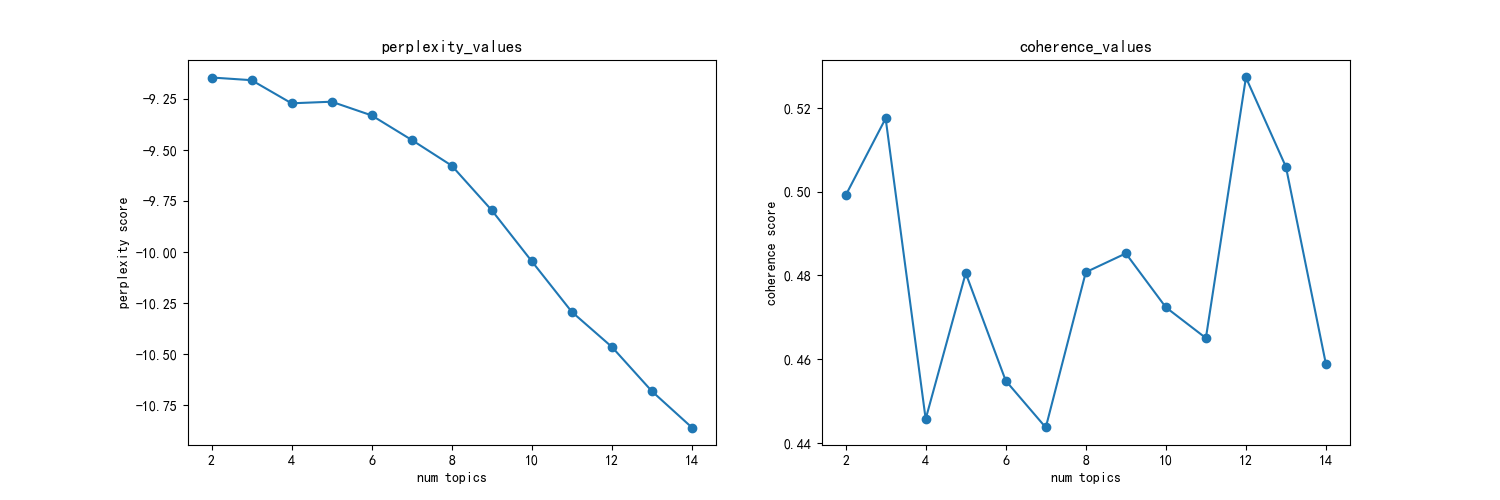 perplexity_values
perplexity score
-9.25
-9.50
-9.75
-10.00
-10.25
-10.50
-10.75
2 4 6 8 10 12 14
num topics
coherence_values
coherence score
0.52
0.50
0.48
0.46
0.44
2 4 6 8 10 12 14
num topics